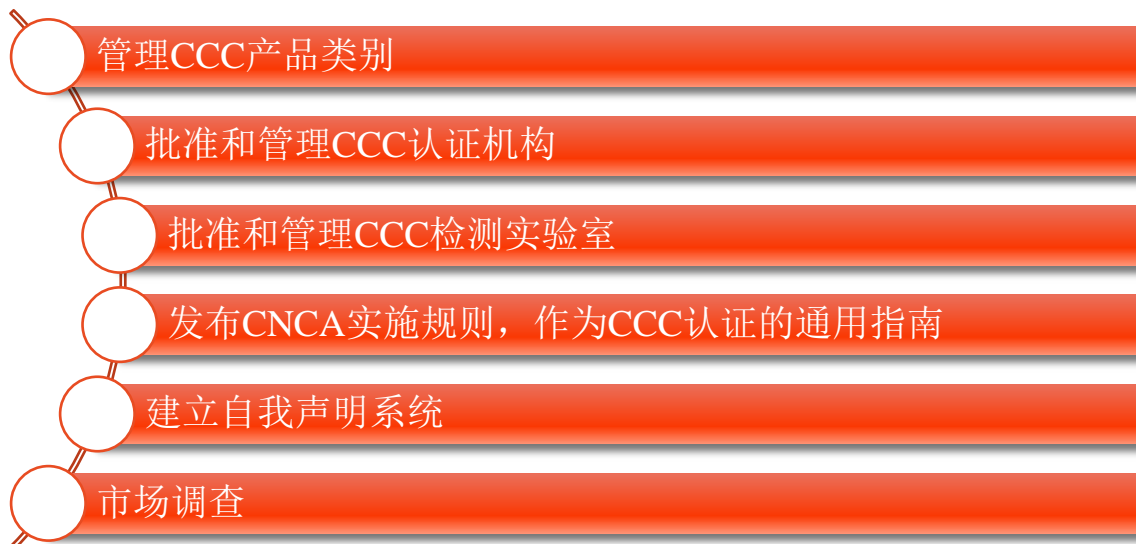 管理CCC产品类别
批准和管理CCC认证机构
批准和管理CCC检测实验室
发布CNCA实施规则，作为CCC认证的通用指南
建立自我声明系统
市场调查